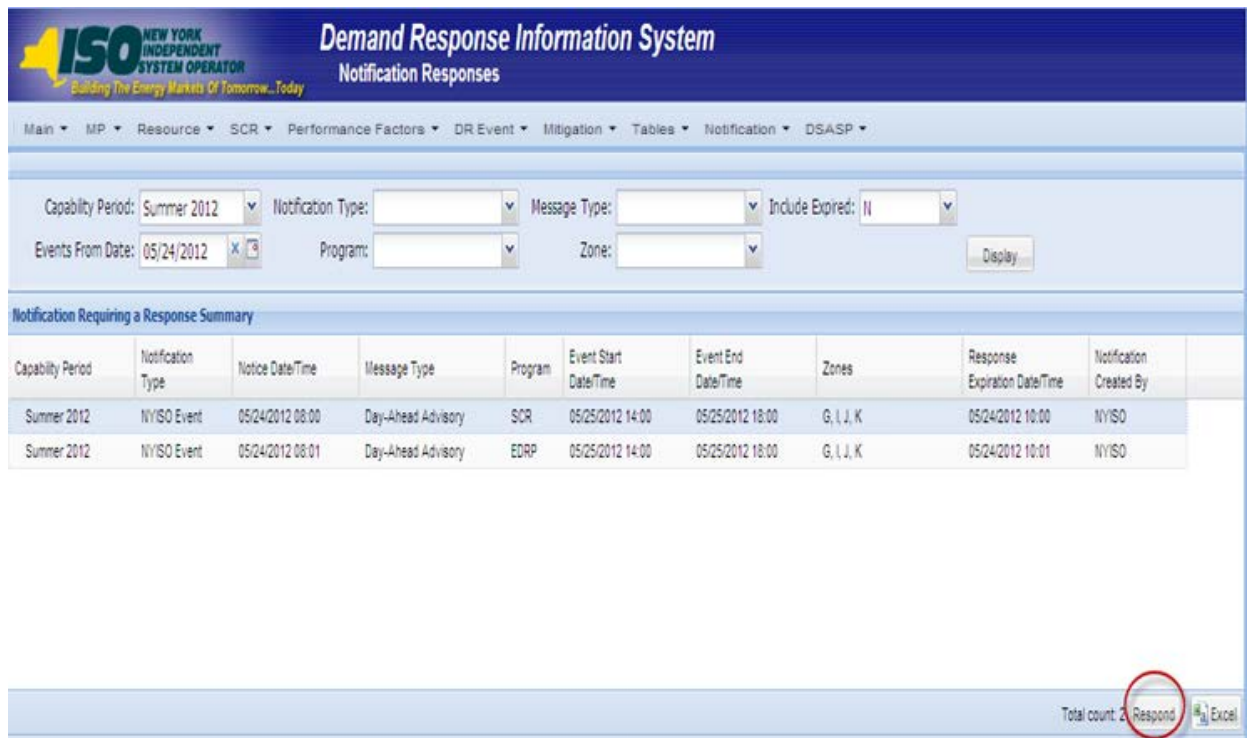 ISO NEW YORK INDEPENDENT SYSTEM OPERATOR
Building The Energy Markets Of Tomorrow...Today
Demand Response Information System
Notification Responses
Main MP Resource SCR Performance Factors DR Event Mitigation Tables Notification DSASP
Capability Period: Summer 2012 Notification Type: Message Type: Include Expired: N
Events From Date: 05/24/2012 Program: Zone: Display
Notification Requiring a Response Summary
Capability Period Notification Type Notice Date/Time Message Type Program Event Start Date/Time Event End Date/Time Zones Response Expiration Date/Time Notification Created By
Summer 2012 NYISO Event 05/24/2012 08:00 Day-Ahead Advisory SCR 05/25/2012 14:00 05/25/2012 18:00 G, I, J, K 05/24/2012 10:00 NYISO
Summer 2012 NYISO Event 05/24/2012 08:01 Day-Ahead Advisory EDRP 05/25/2012 14:00 05/25/2012 18:00 G, I, J, K 05/24/2012 10:01 NYISO
Total count: 2 Respond Excel